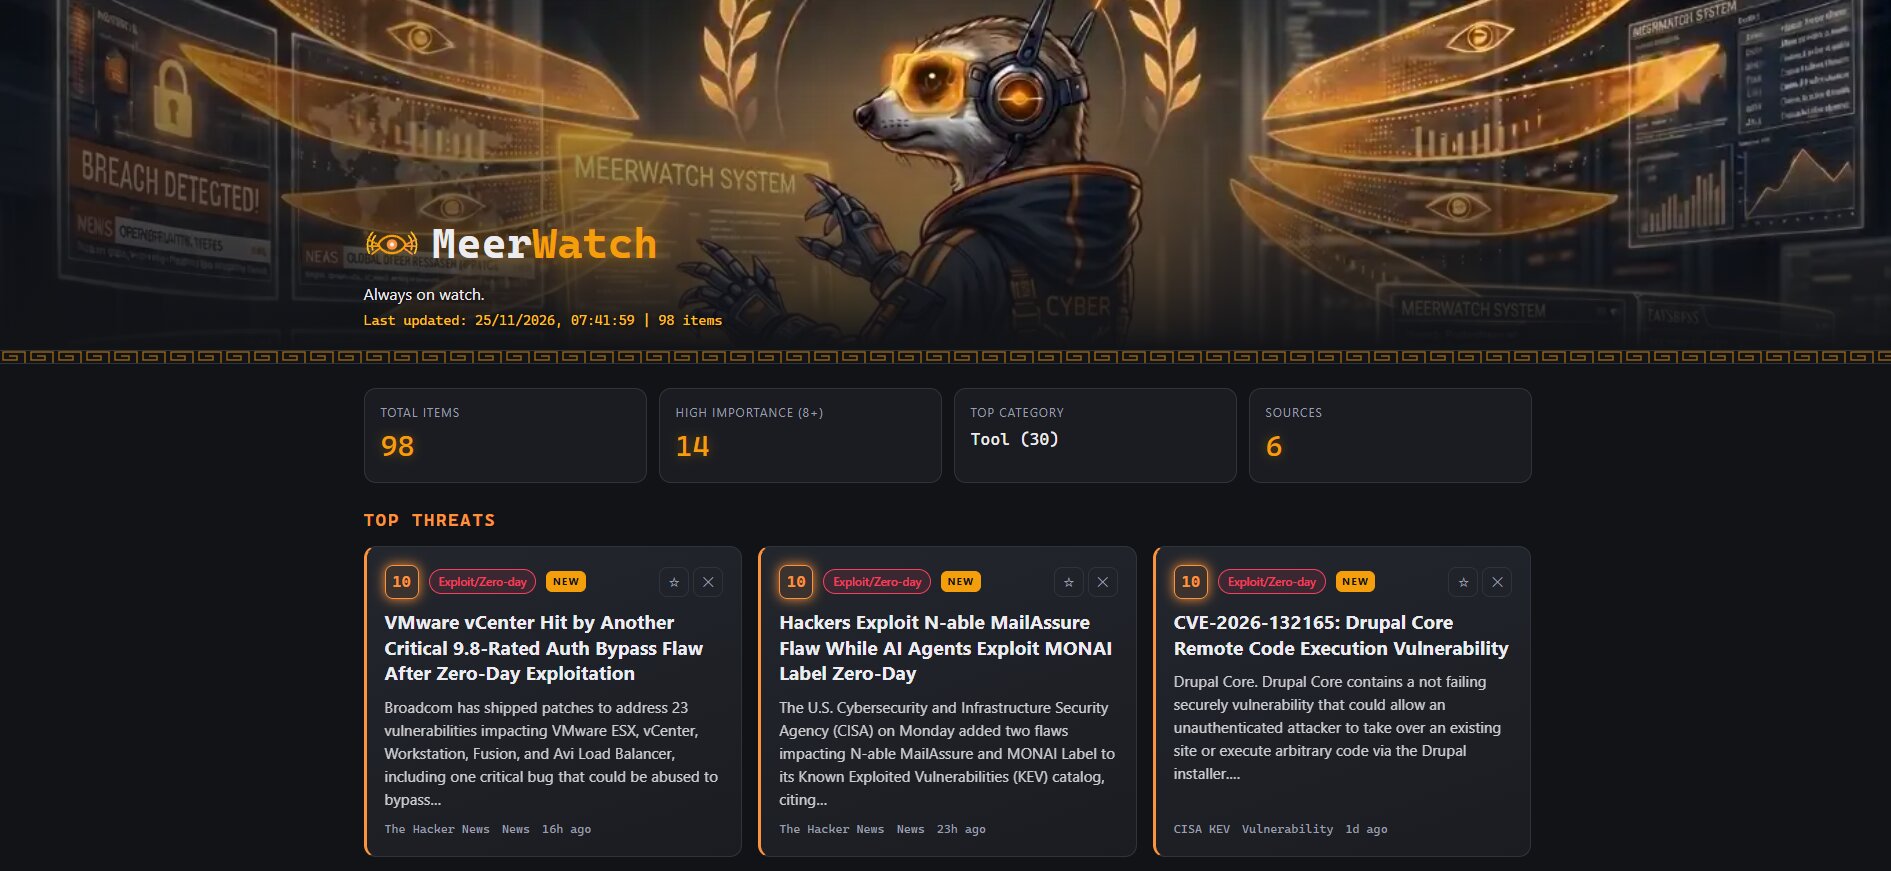 MEERWATCH SYSTEM
BREACH DETECTED!
MEERWATCH SYSTEM
NEWS
NEAS
CYBER
MEERWATCH SYSTEM
MeerWatch
Always on watch.
Last updated: 25/11/2026, 07:41:59 | 98 items
TOTAL ITEMS
98
HIGH IMPORTANCE (8+)
14
TOP CATEGORY
Tool (30)
SOURCES
6
TOP THREATS
10 Exploit/Zero-day NEW
VMware vCenter Hit by Another
Critical 9.8-Rated Auth Bypass Flaw
After Zero-Day Exploitation
Broadcom has shipped patches to address 23
vulnerabilities impacting VMware ESX, vCenter,
Workstation, Fusion, and Avi Load Balancer,
including one critical bug that could be abused to
bypass...
The Hacker News News 16h ago
10 Exploit/Zero-day NEW
Hackers Exploit N-able MailAssure
Flaw While AI Agents Exploit MONAI
Label Zero-Day
The U.S. Cybersecurity and Infrastructure Security
Agency (CISA) on Monday added two flaws
impacting N-able MailAssure and MONAI Label to
its Known Exploited Vulnerabilities (KEV) catalog,
citing...
The Hacker News News 23h ago
10 Exploit/Zero-day NEW
CVE-2026-132165: Drupal Core
Remote Code Execution Vulnerability
Drupal Core. Drupal Core contains a not failing
securely vulnerability that could allow an
unauthenticated attacker to take over an existing
site or execute arbitrary code via the Drupal
installer....
CISA KEV Vulnerability 1d ago